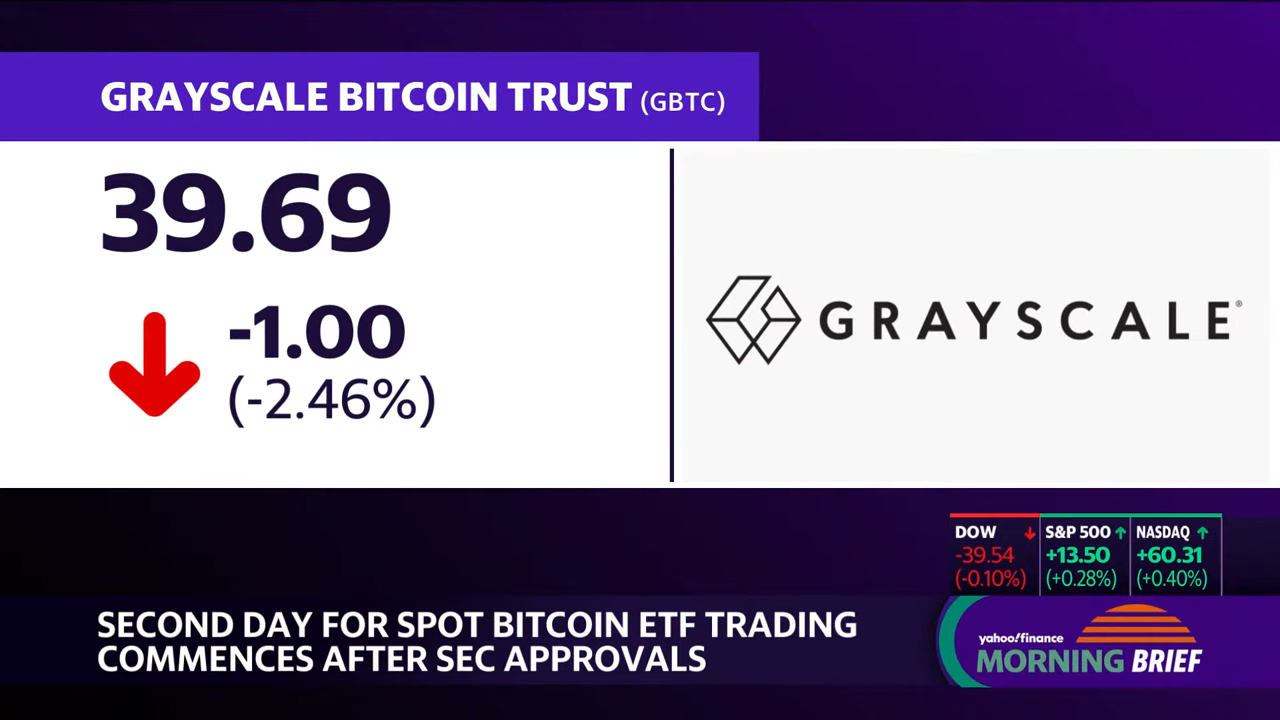 GRAYSCALE BITCOIN TRUST (GBTC)
39.69
-1.00
(-2.46%)
GRAYSCALE®
DOW
-39.54
(-0.10%)
S&P 500
+13.50
(+0.28%)
NASDAQ
+60.31
(+0.40%)
SECOND DAY FOR SPOT BITCOIN ETF TRADING
COMMENCES AFTER SEC APPROVALS
yahoo!finance
MORNING BRIEF